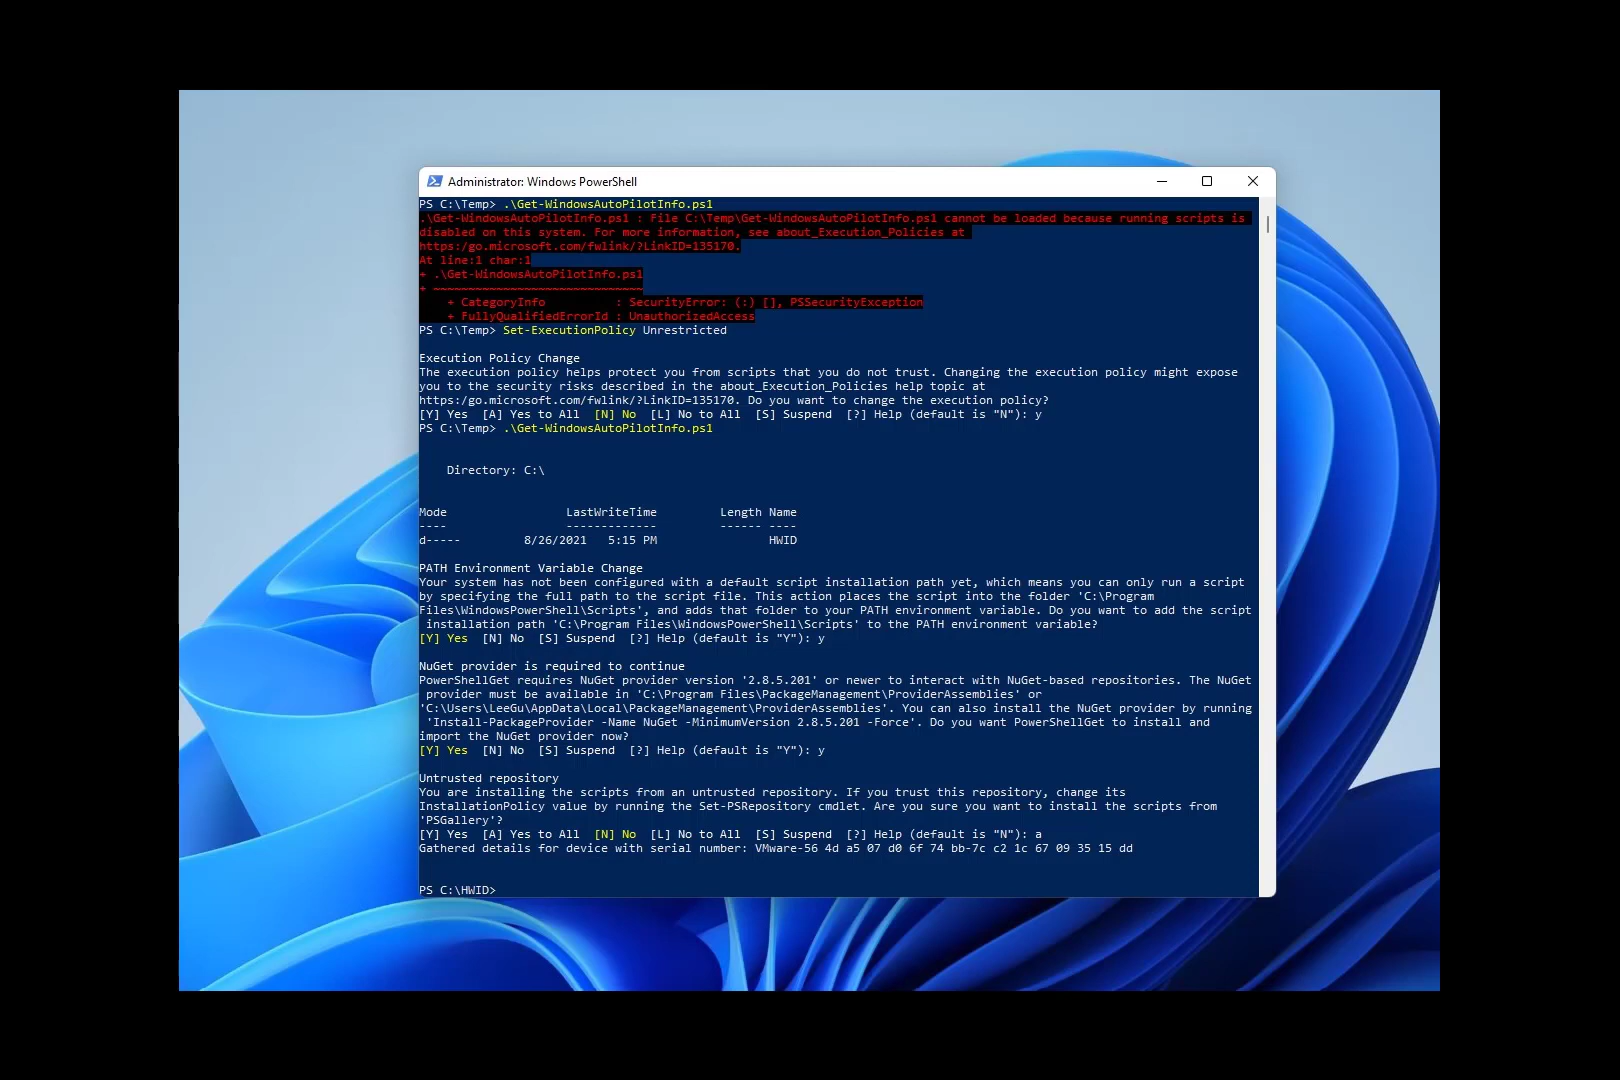 Administrator: Windows PowerShell
PS C:\Temp> .\Get-WindowsAutoPilotInfo.ps1
.\Get-WindowsAutoPilotInfo.ps1 : File C:\Temp\Get-WindowsAutoPilotInfo.ps1 cannot be loaded because running scripts is
disabled on this system. For more information, see about_Execution_Policies at
https:/go.microsoft.com/fwlink/?LinkID=135170.
At line:1 char:1
+ .\Get-WindowsAutoPilotInfo.ps1
+ ~~~~~~~~~~~~~~~~~~~~~~~~~~~~~~
    + CategoryInfo          : SecurityError: (:) [], PSSecurityException
    + FullyQualifiedErrorId : UnauthorizedAccess
PS C:\Temp> Set-ExecutionPolicy Unrestricted
Execution Policy Change
The execution policy helps protect you from scripts that you do not trust. Changing the execution policy might expose
you to the security risks described in the about_Execution_Policies help topic at
https:/go.microsoft.com/fwlink/?LinkID=135170. Do you want to change the execution policy?
[Y] Yes  [A] Yes to All  [N] No  [L] No to All  [S] Suspend  [?] Help (default is "N"): y
PS C:\Temp> .\Get-WindowsAutoPilotInfo.ps1
    Directory: C:\
Mode                 LastWriteTime         Length Name
----                 -------------         ------ ----
d-----         8/26/2021   5:15 PM                HWID
PATH Environment Variable Change
Your system has not been configured with a default script installation path yet, which means you can only run a script
by specifying the full path to the script file. This action places the script into the folder 'C:\Program
Files\WindowsPowerShell\Scripts', and adds that folder to your PATH environment variable. Do you want to add the script
 installation path 'C:\Program Files\WindowsPowerShell\Scripts' to the PATH environment variable?
[Y] Yes  [N] No  [S] Suspend  [?] Help (default is "Y"): y
NuGet provider is required to continue
PowerShellGet requires NuGet provider version '2.8.5.201' or newer to interact with NuGet-based repositories. The NuGet
 provider must be available in 'C:\Program Files\PackageManagement\ProviderAssemblies' or
'C:\Users\LeeGu\AppData\Local\PackageManagement\ProviderAssemblies'. You can also install the NuGet provider by running
 'Install-PackageProvider -Name NuGet -MinimumVersion 2.8.5.201 -Force'. Do you want PowerShellGet to install and
import the NuGet provider now?
[Y] Yes  [N] No  [S] Suspend  [?] Help (default is "Y"): y
Untrusted repository
You are installing the scripts from an untrusted repository. If you trust this repository, change its
InstallationPolicy value by running the Set-PSRepository cmdlet. Are you sure you want to install the scripts from
'PSGallery'?
[Y] Yes  [A] Yes to All  [N] No  [L] No to All  [S] Suspend  [?] Help (default is "N"): a
Gathered details for device with serial number: VMware-56 4d a5 07 d0 6f 74 bb-7c c2 1c 67 09 35 15 dd
PS C:\HWID>